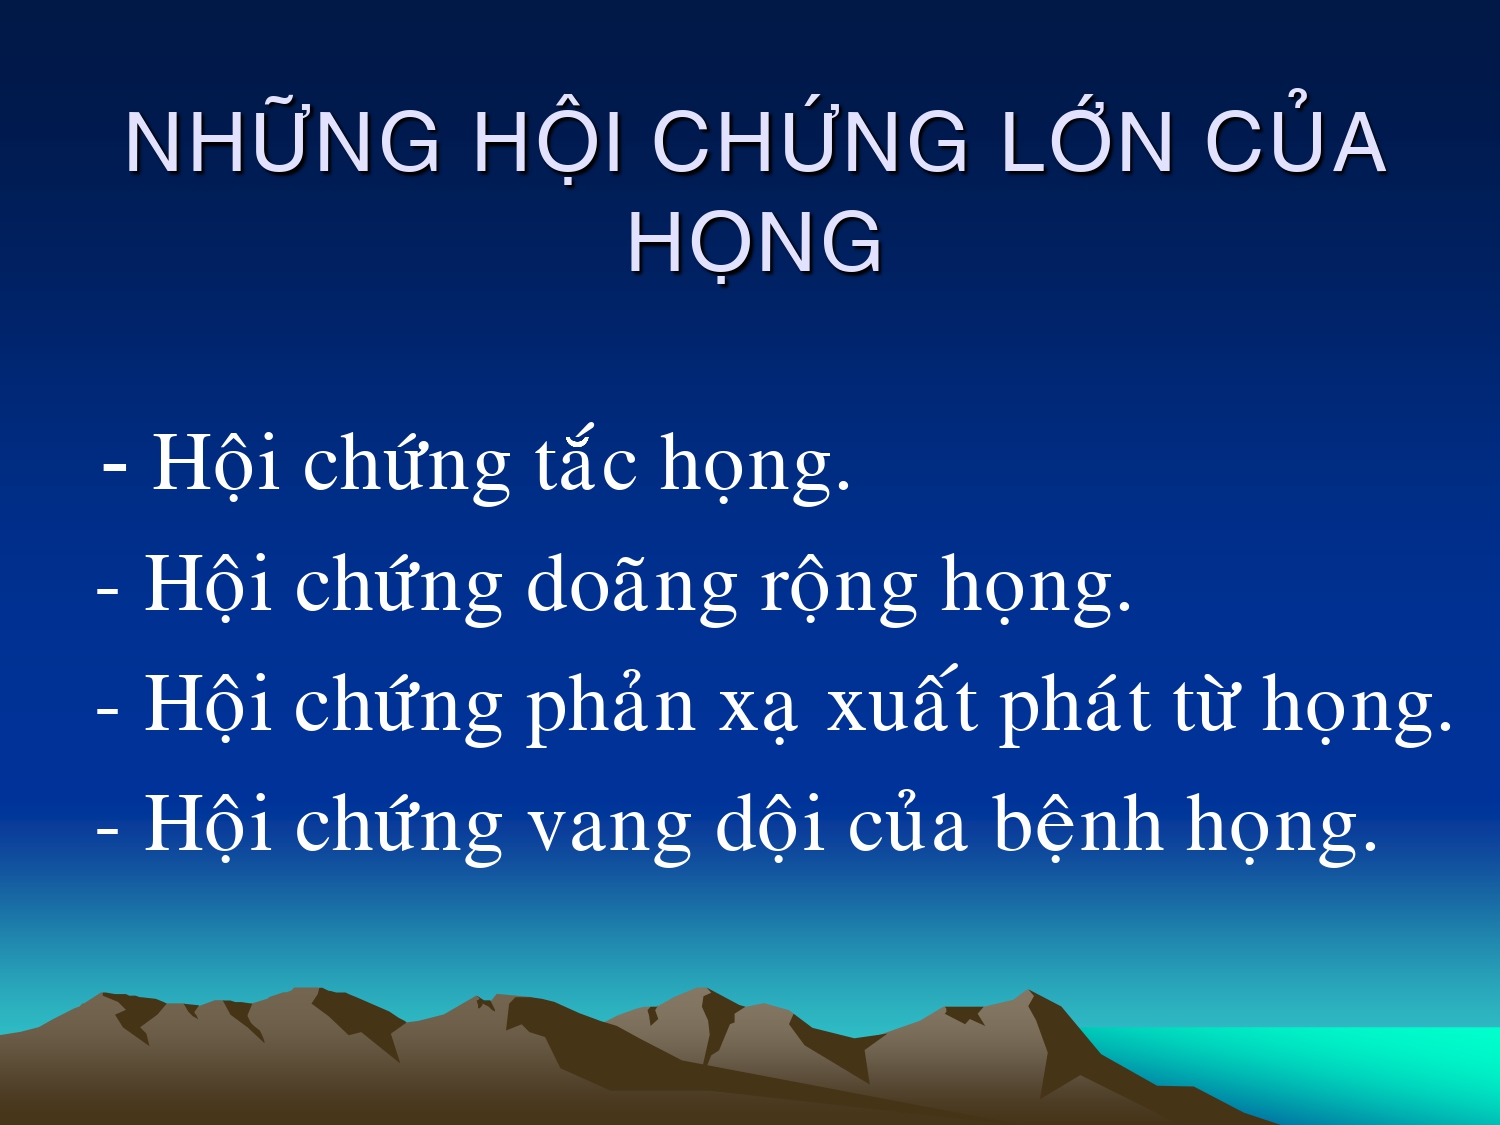 NHỮNG HỘI CHỨNG LỚN CỦA
HỌNG
- Hội chứng tắc họng.
- Hội chứng doãng rộng họng.
- Hội chứng phản xạ xuất phát từ họng.
- Hội chứng vang dội của bệnh họng.